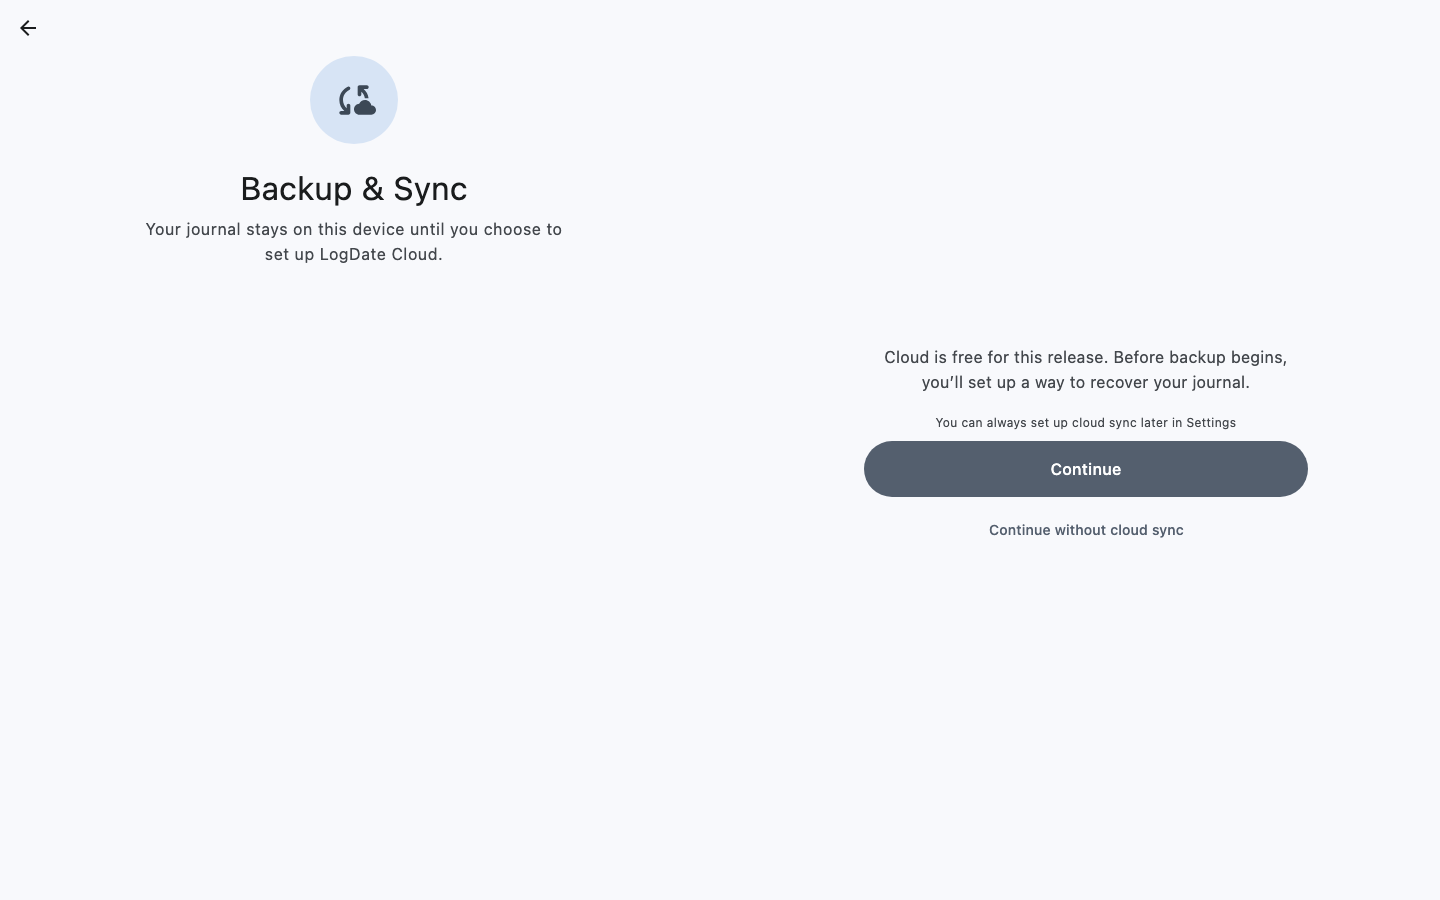 Backup & Sync
Your journal stays on this device until you choose to
set up LogDate Cloud.
Cloud is free for this release. Before backup begins,
you’ll set up a way to recover your journal.
You can always set up cloud sync later in Settings
Continue
Continue without cloud sync